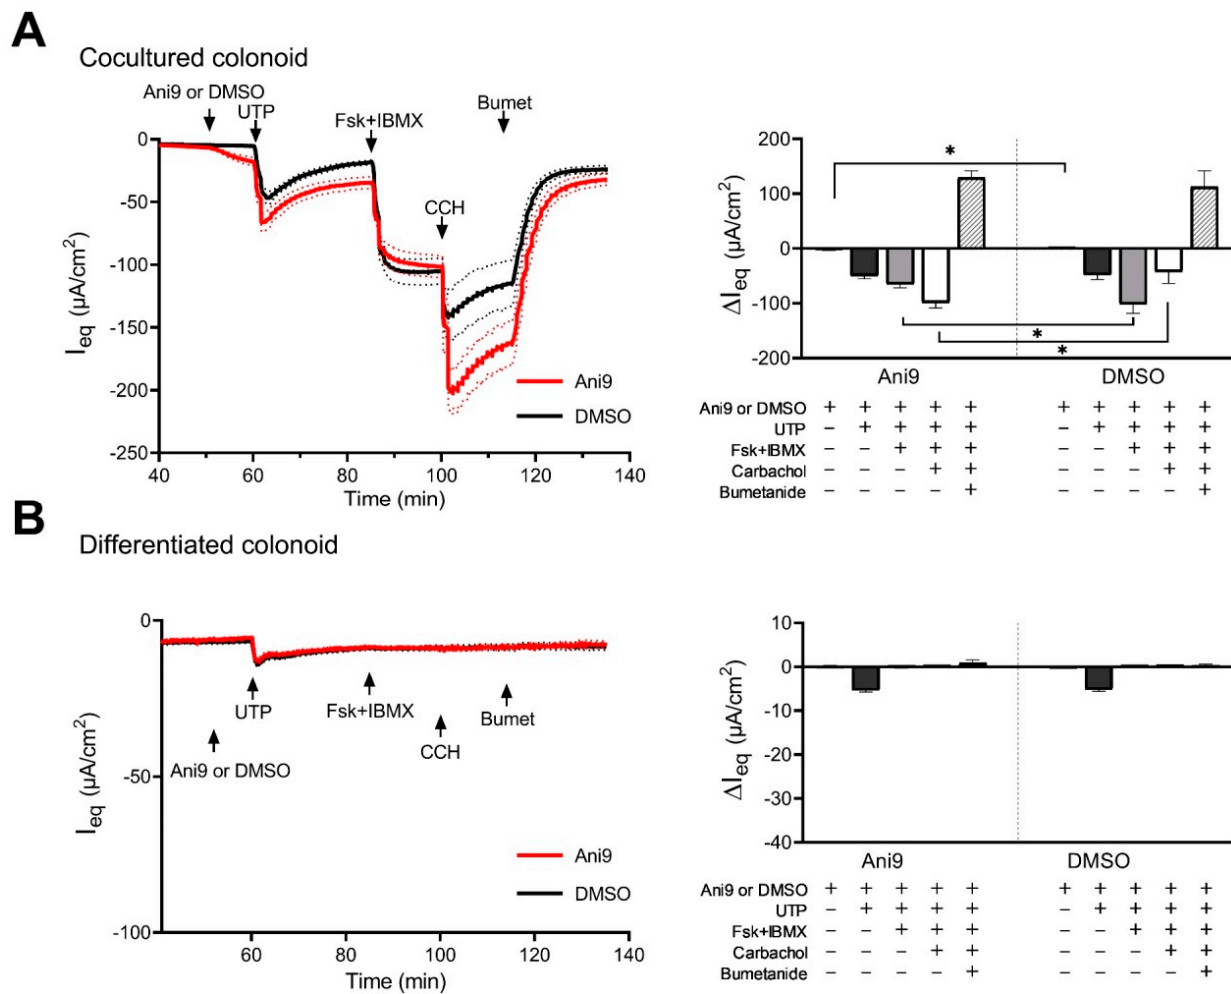 A
Cocultured colonoid
Ani9 or DMSO
UTP
Fsk+IBMX
CCH
Bumet
0
-50
-100
-150
-200
-250
Ieq (µA/cm²)
Ani9
DMSO
40 60 80 100 120 140
Time (min)
200
100
0
-100
-200
ΔIeq (µA/cm²)
*
*
*
Ani9 DMSO
Ani9 or DMSO + + + + + + + + + +
UTP − + + + + − + + + +
Fsk+IBMX − − + + + − − + + +
Carbachol − − − + + − − − + +
Bumetanide − − − − + − − − − +
B
Differentiated colonoid
0
-50
-100
Ieq (µA/cm²)
UTP
Fsk+IBMX
Bumet
CCH
Ani9 or DMSO
Ani9
DMSO
60 80 100 120 140
Time (min)
10
0
-10
-20
-30
-40
ΔIeq (µA/cm²)
Ani9 DMSO
Ani9 or DMSO + + + + + + + + + +
UTP − + + + + − + + + +
Fsk+IBMX − − + + + − − + + +
Carbachol − − − + + − − − + +
Bumetanide − − − − + − − − − +